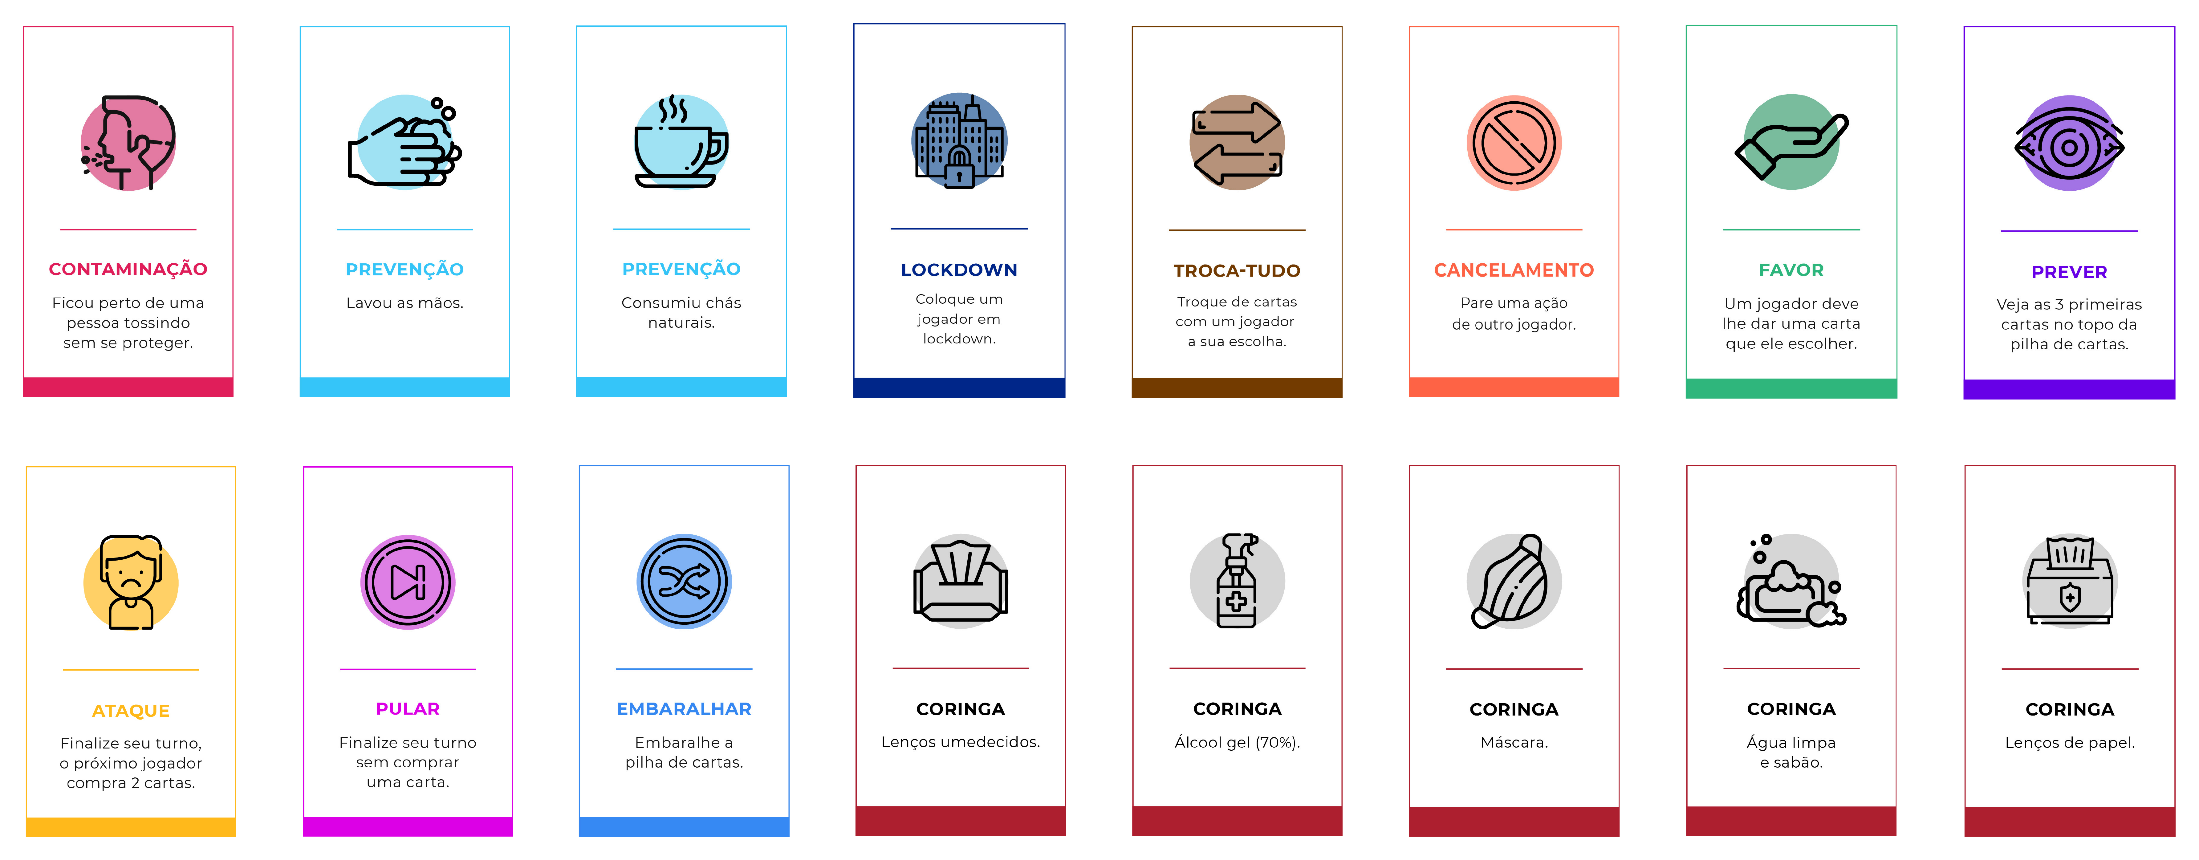 CONTAMINAÇÃO
Ficou perto de uma
pessoa tossindo
sem se proteger.
PREVENÇÃO
Lavou as mãos.
PREVENÇÃO
Consumiu chás
naturais.
LOCKDOWN
Coloque um
jogador em
lockdown.
TROCA-TUDO
Troque de cartas
com um jogador
a sua escolha.
CANCELAMENTO
Pare uma ação
de outro jogador.
FAVOR
Um jogador deve
lhe dar uma carta
que ele escolher.
PREVER
Veja as 3 primeiras
cartas no topo da
pilha de cartas.
ATAQUE
Finalize seu turno,
o próximo jogador
compra 2 cartas.
PULAR
Finalize seu turno
sem comprar
uma carta.
EMBARALHAR
Embaralhe a
pilha de cartas.
CORINGA
Lenços umedecidos.
CORINGA
Álcool gel (70%).
CORINGA
Máscara.
CORINGA
Água limpa
e sabão.
CORINGA
Lenços de papel.